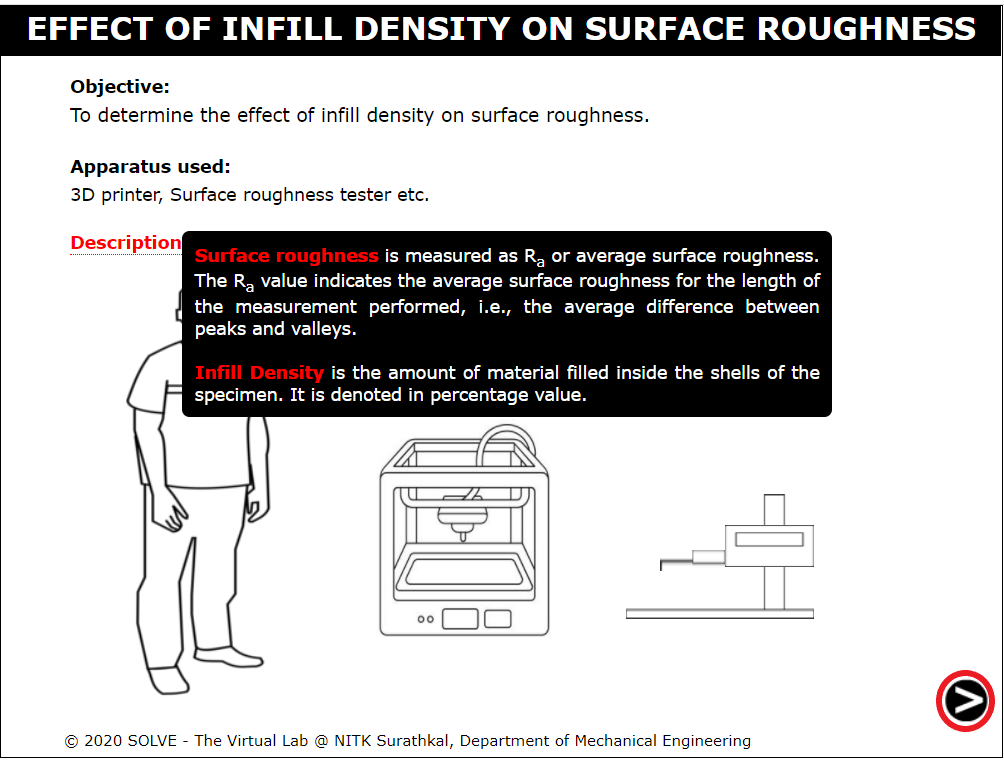 EFFECT OF INFILL DENSITY ON SURFACE ROUGHNESS
Objective:
To determine the effect of infill density on surface roughness.
Apparatus used:
3D printer, Surface roughness tester etc.
Description
Surface roughness is measured as Ra or average surface roughness.
The Ra value indicates the average surface roughness for the length of
the measurement performed, i.e., the average difference between
peaks and valleys.
Infill Density is the amount of material filled inside the shells of the
specimen. It is denoted in percentage value.
© 2020 SOLVE - The Virtual Lab @ NITK Surathkal, Department of Mechanical Engineering